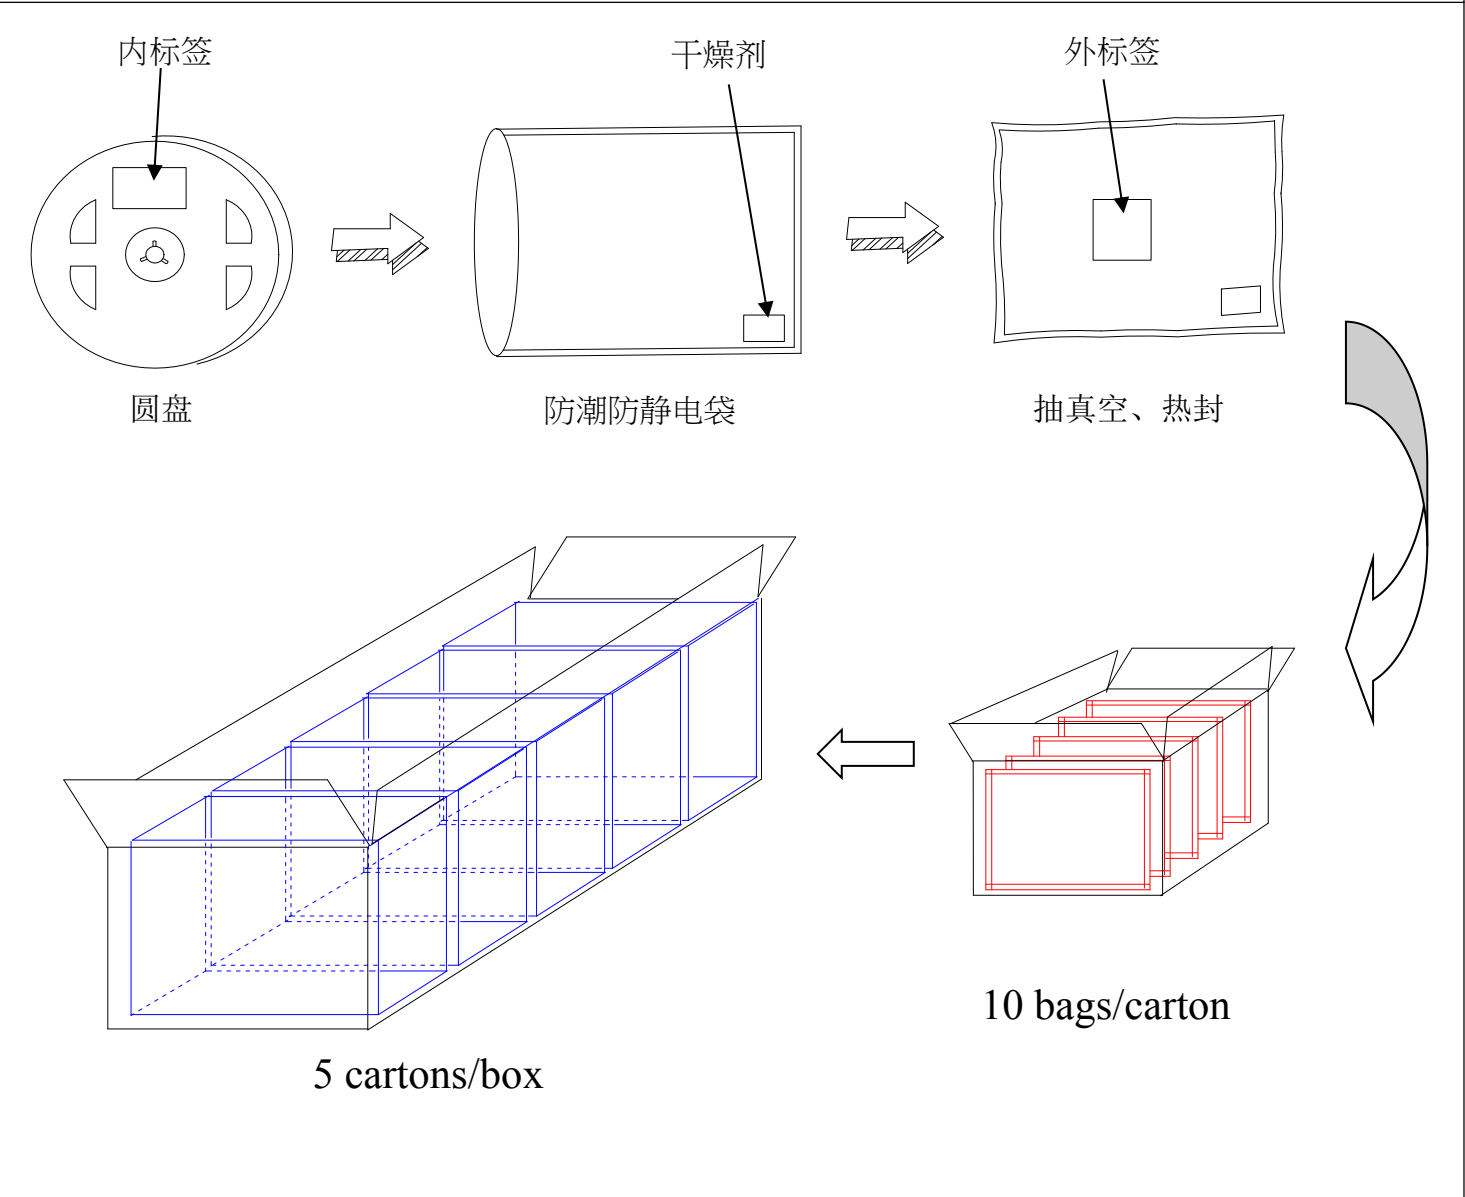 内标签
干燥剂
外标签
圆盘
防潮防静电袋
抽真空、热封
10 bags/carton
5 cartons/box